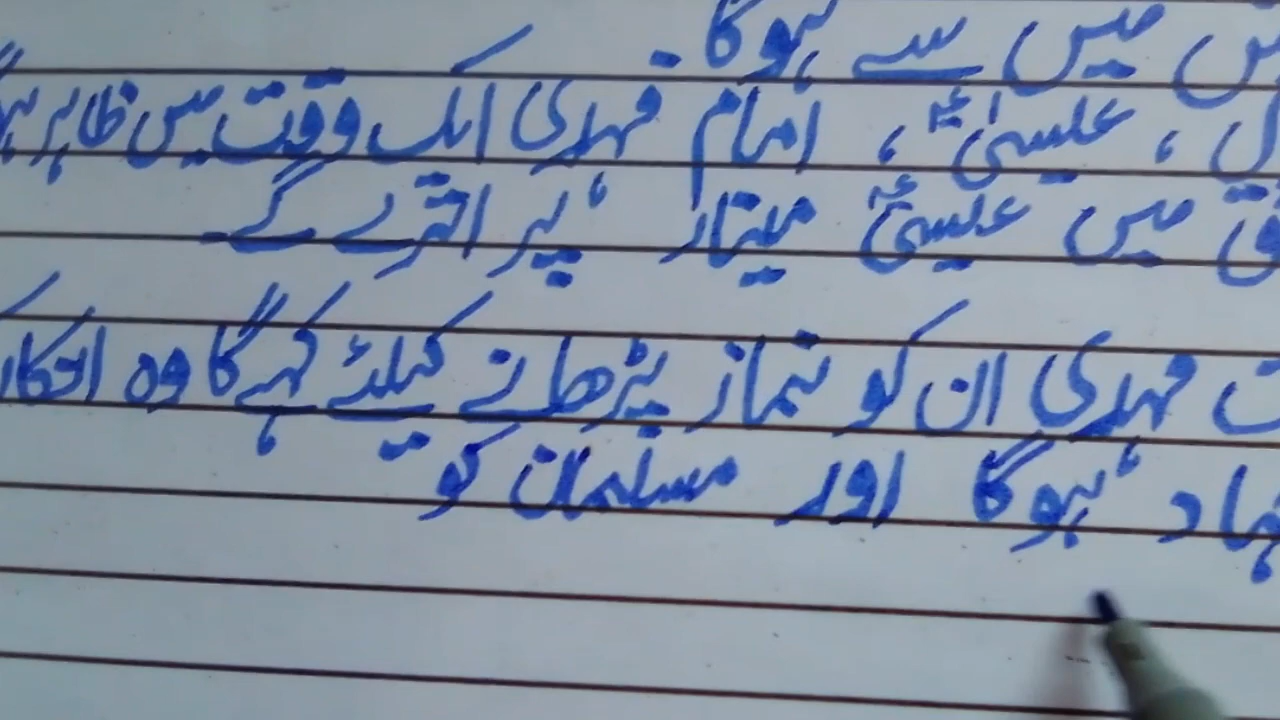 میں سے ہوگا۔
، عیسیٰؑ ، امام مہدی ایک وقت میں ظاہر
میں عیسیٰؑ مینار پر اترے گے
مہدی ان کو نماز پڑھانے کیلئے کہے گا وہ انکار
ہوگا اور مسلمان کو